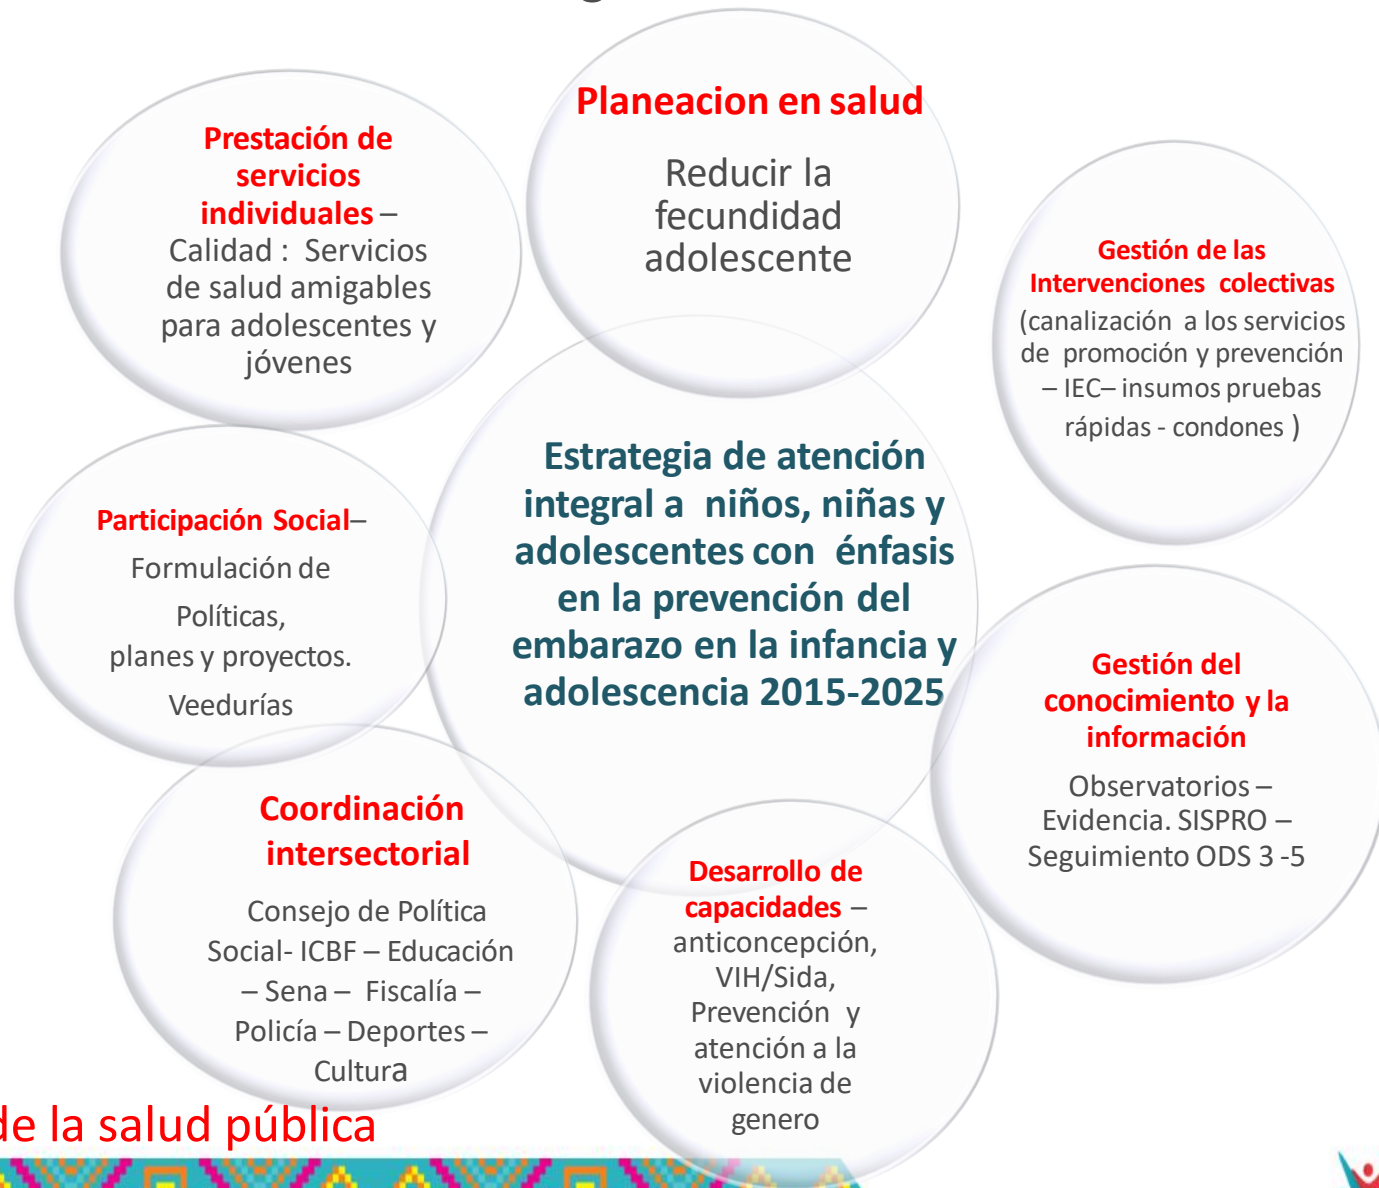 Planeacion en salud
Reducir la
fecundidad
adolescente
Prestación de
servicios
individuales –
Calidad : Servicios
de salud amigables
para adolescentes y
jóvenes
Gestión de las
Intervenciones colectivas
(canalización a los servicios
de promoción y prevención
– IEC– insumos pruebas
rápidas - condones )
Estrategia de atención
integral a niños, niñas y
adolescentes con énfasis
en la prevención del
embarazo en la infancia y
adolescencia 2015-2025
Participación Social–
Formulación de
Políticas,
planes y proyectos.
Veedurías
Gestión del
conocimiento y la
información
Observatorios –
Evidencia. SISPRO –
Seguimiento ODS 3 -5
Coordinación
intersectorial
Consejo de Política
Social- ICBF – Educación
– Sena – Fiscalía –
Policía – Deportes –
Cultura
Desarrollo de
capacidades –
anticoncepción,
VIH/Sida,
Prevención y
atención a la
violencia de
genero
de la salud pública